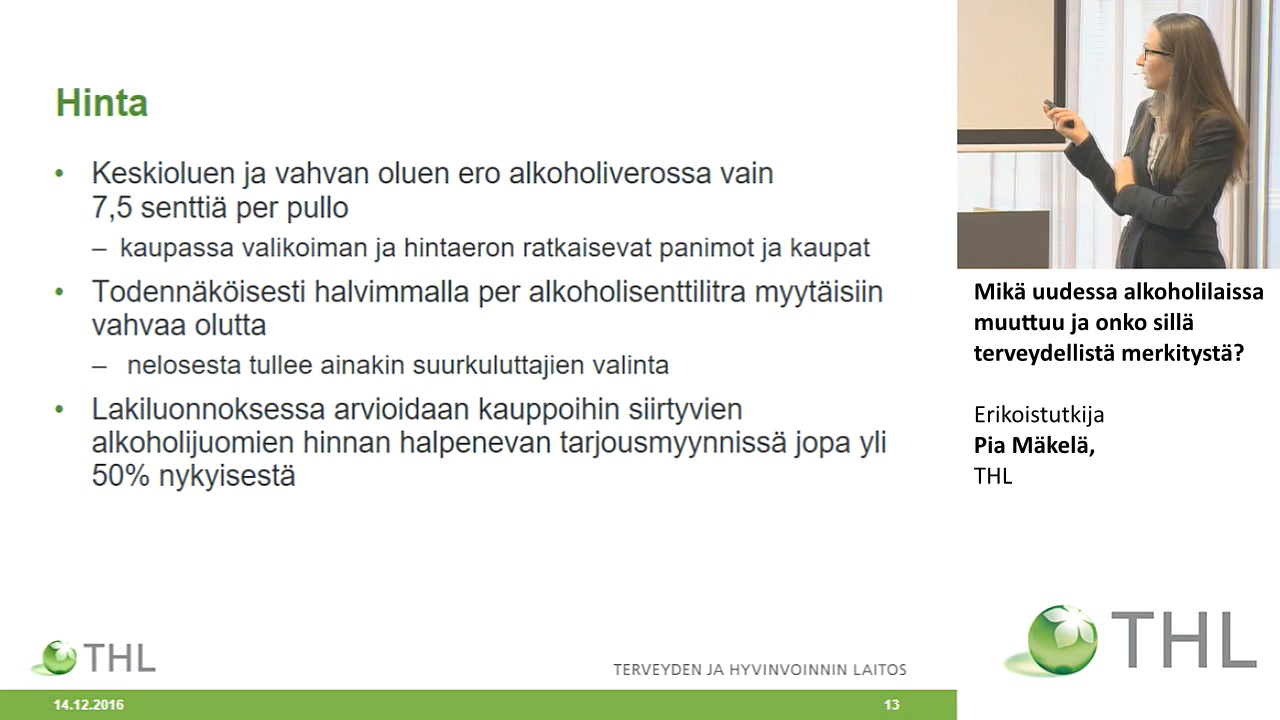 Hinta
• Keskioluen ja vahvan oluen ero alkoholiverossa vain
7,5 senttiä per pullo
– kaupassa valikoiman ja hintaeron ratkaisevat panimot ja kaupat
• Todennäköisesti halvimmalla per alkoholisenttilitra myytäisiin
vahvaa olutta
– nelosesta tullee ainakin suurkuluttajien valinta
• Lakiluonnoksessa arvioidaan kauppoihin siirtyvien
alkoholijuomien hinnan halpenevan tarjousmyynnissä jopa yli
50% nykyisestä
THL
TERVEYDEN JA HYVINVOINNIN LAITOS
14.12.2016
13
Mikä uudessa alkoholilaissa
muuttuu ja onko sillä
terveydellistä merkitystä?
Erikoistutkija
Pia Mäkelä,
THL
THL